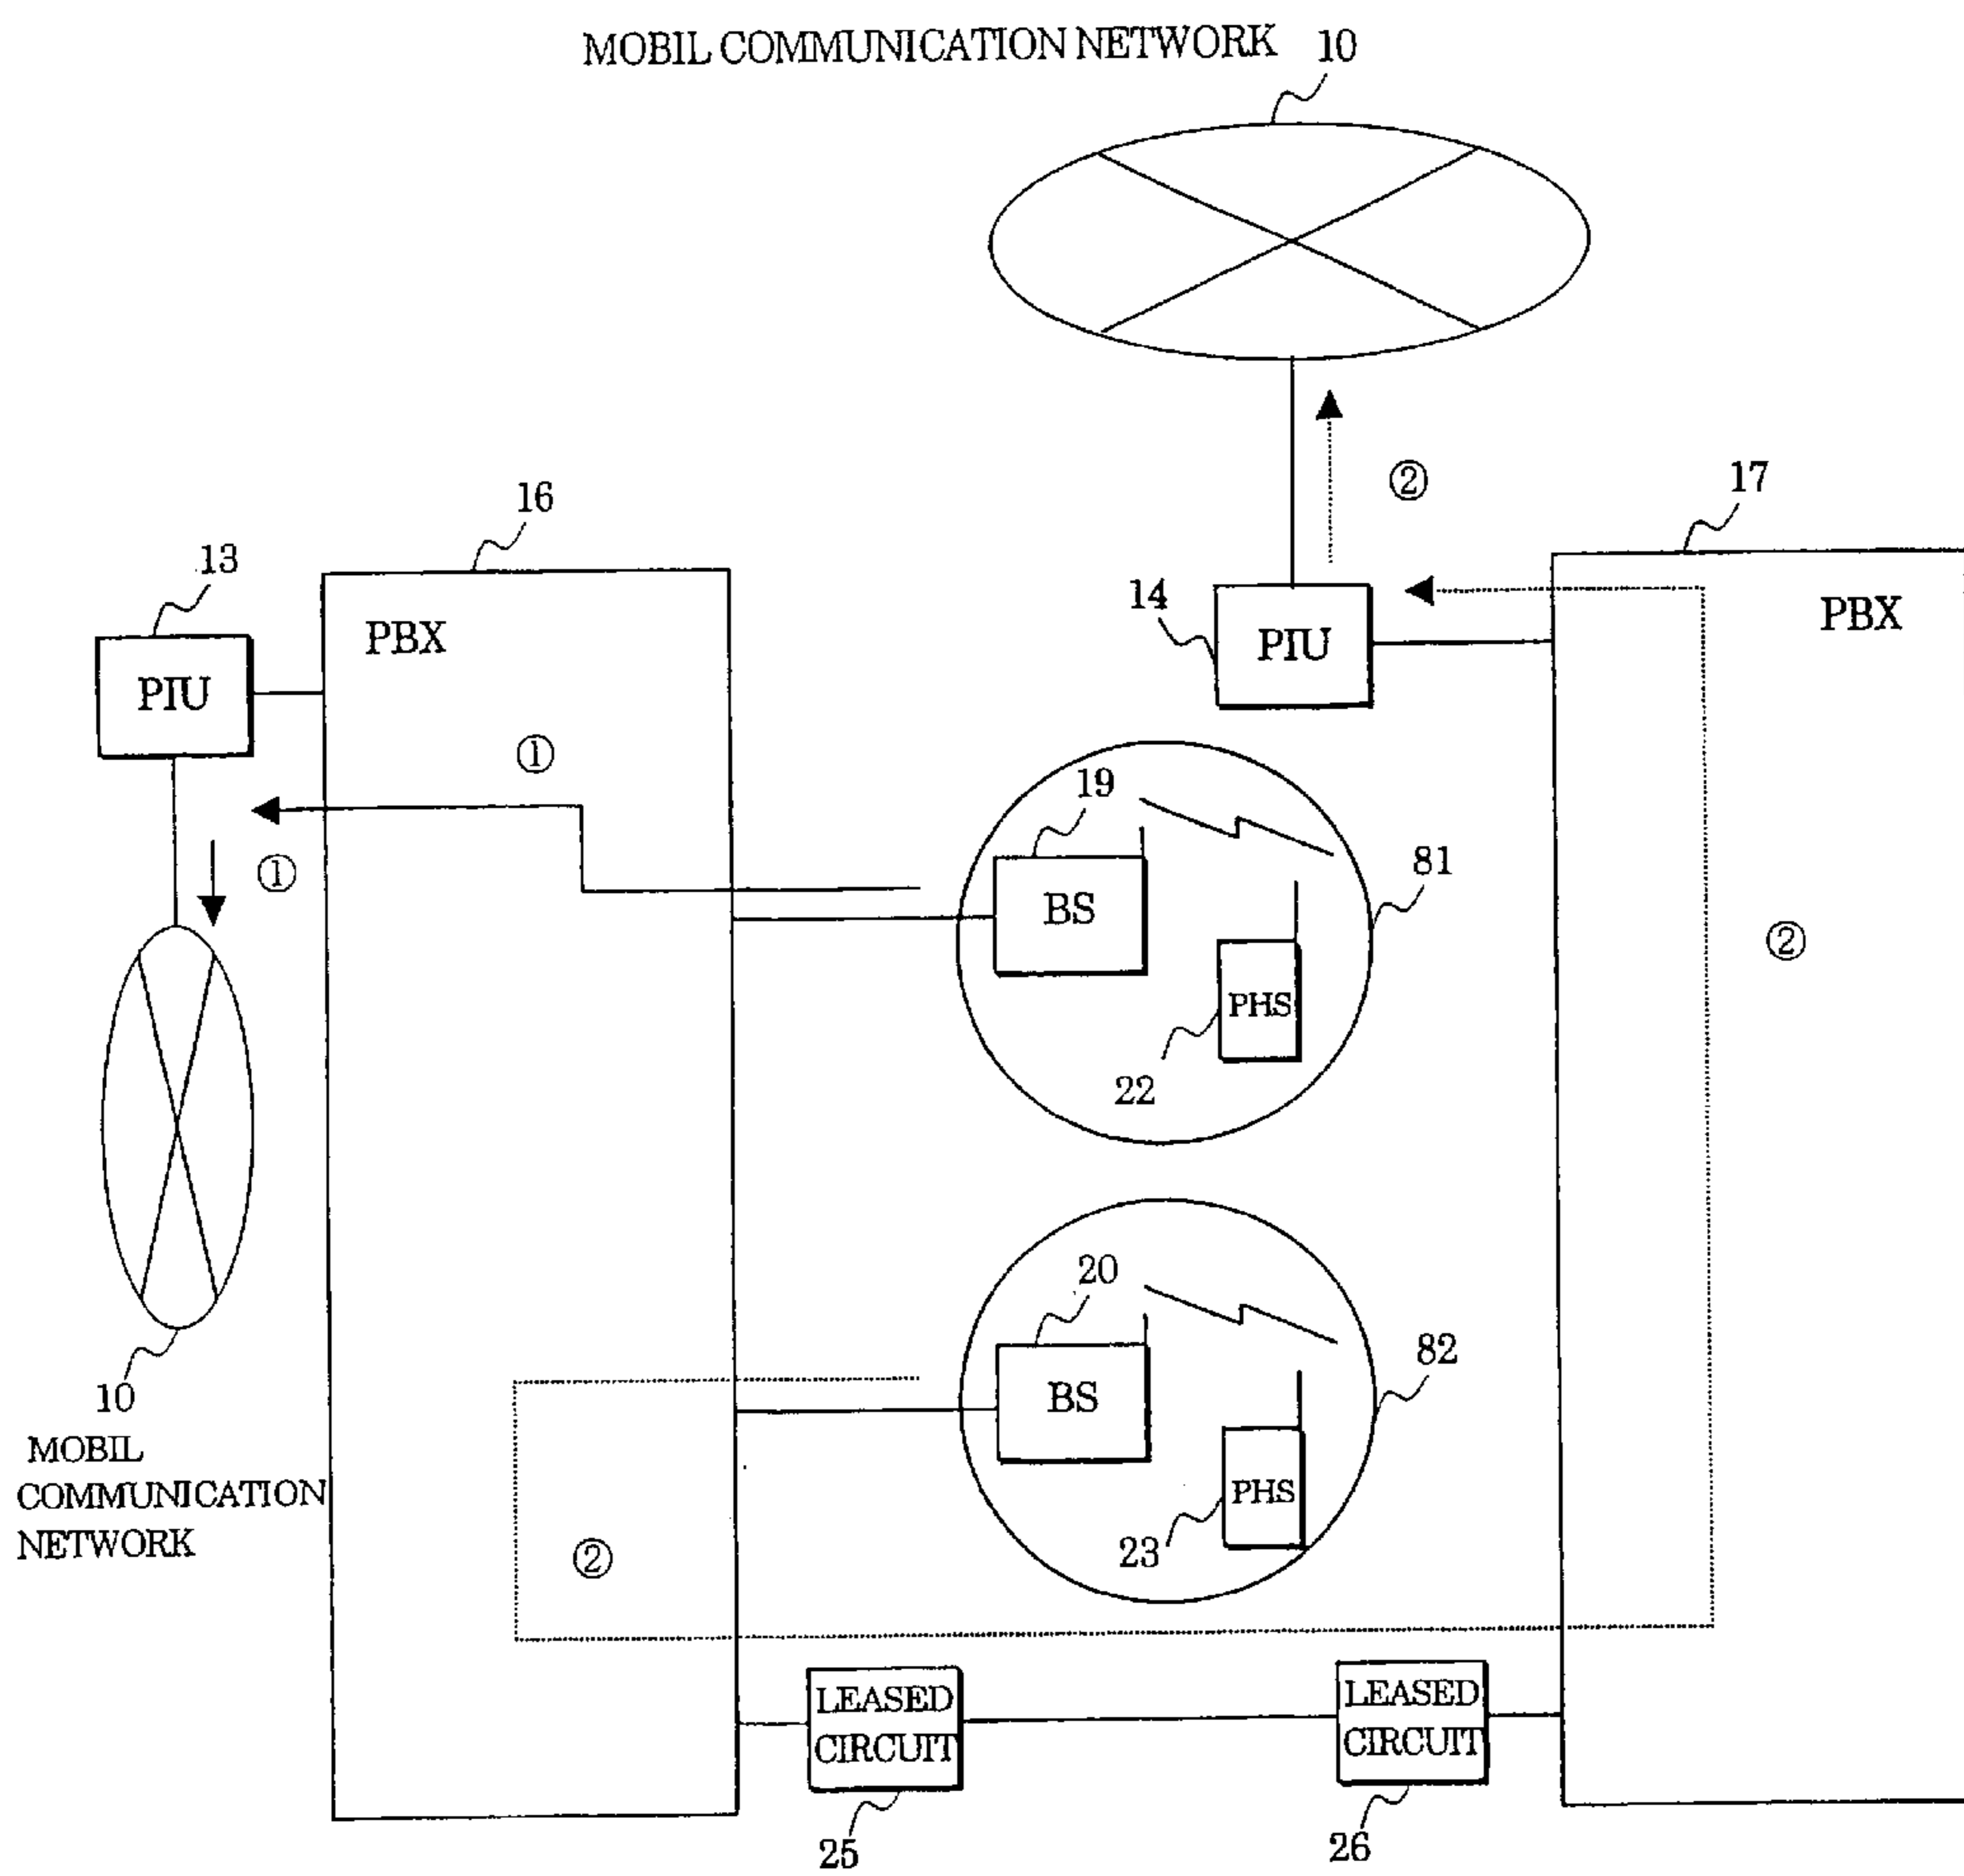 MOBIL COMMUNICATION NETWORK 10
②
16
17
13
14
PBX
PIU
PBX
PIU
①
19
①
BS
81
②
PHS
22
20
82
10
BS
MOBIL
COMMUNICATION
NETWORK
PHS
②
23
LEASED
CIRCUIT
LEASED
CIRCUIT
25
26